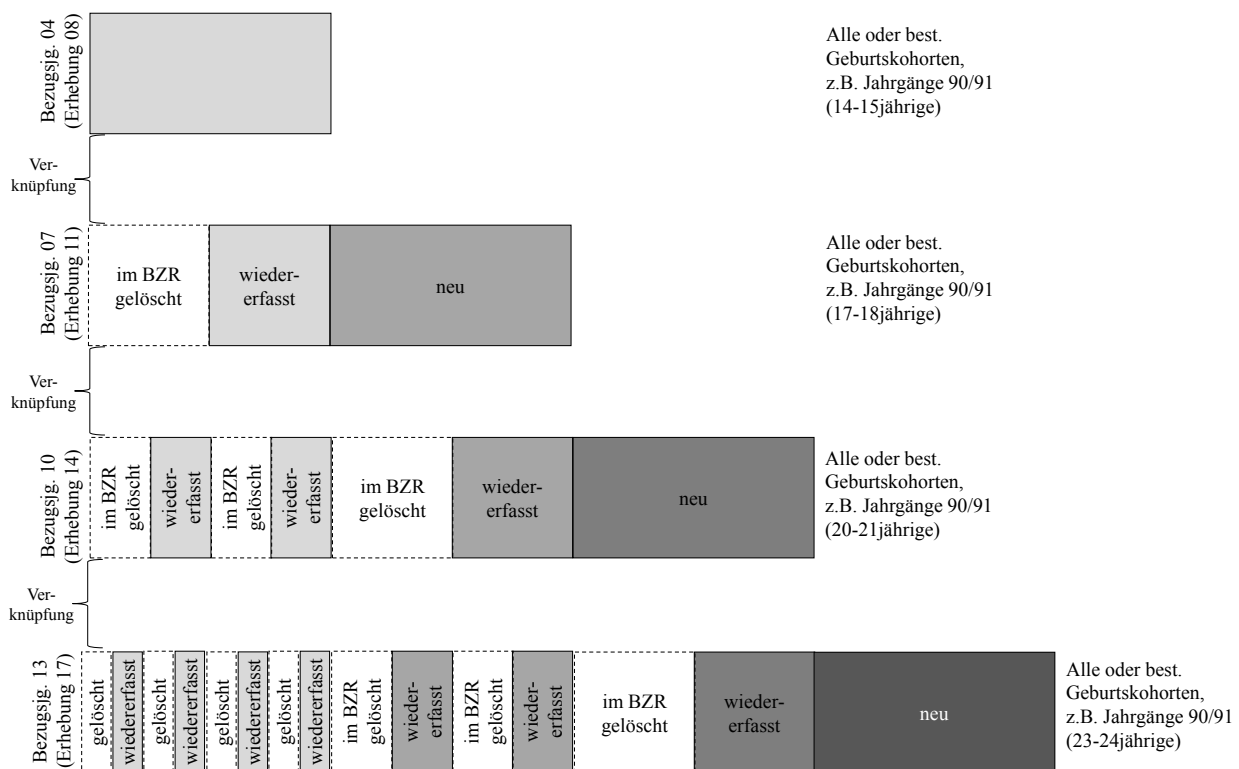 Bezugsjg. 04
(Erhebung 08)
Alle oder best.
Geburtskohorten,
z.B. Jahrgänge 90/91
(14-15jährige)
Ver-
knüpfung
Bezugsjg. 07
(Erhebung 11)
im BZR
gelöscht
wieder-
erfasst
neu
Alle oder best.
Geburtskohorten,
z.B. Jahrgänge 90/91
(17-18jährige)
Ver-
knüpfung
Bezugsjg. 10
(Erhebung 14)
im BZR
gelöscht
wieder-
erfasst
im BZR
gelöscht
wieder-
erfasst
im BZR
gelöscht
wieder-
erfasst
neu
Alle oder best.
Geburtskohorten,
z.B. Jahrgänge 90/91
(20-21jährige)
Ver-
knüpfung
Bezugsjg. 13
(Erhebung 17)
gelöscht
wiedererfasst
gelöscht
wiedererfasst
gelöscht
wiedererfasst
gelöscht
wiedererfasst
im BZR
gelöscht
wieder-
erfasst
im BZR
gelöscht
wieder-
erfasst
im BZR
gelöscht
wieder-
erfasst
neu
Alle oder best.
Geburtskohorten,
z.B. Jahrgänge 90/91
(23-24jährige)